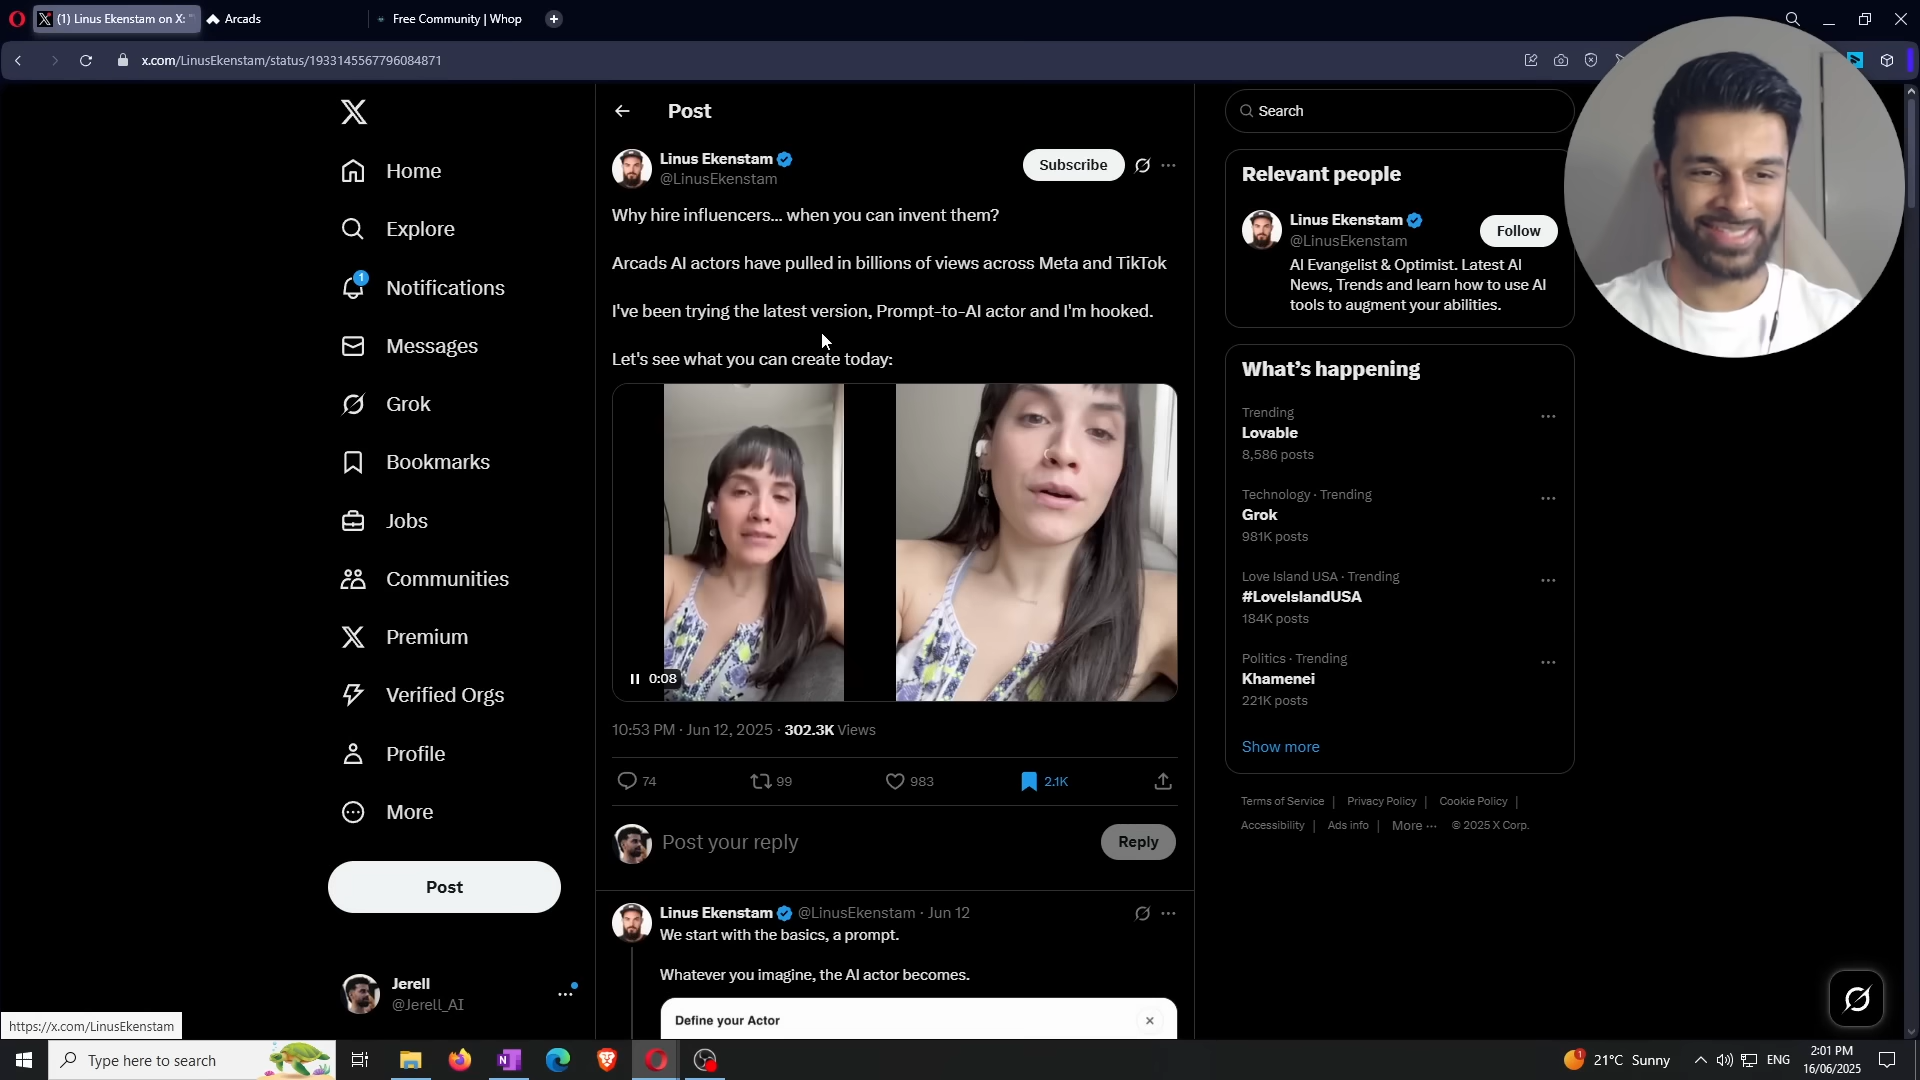 (1) Linus Ekenstam on X: "
Arcads
Free Community | Whop
x.com/LinusEkenstam/status/1933145567796084871
Home
Explore
1
Notifications
Messages
Grok
Bookmarks
Jobs
Communities
Premium
Verified Orgs
Profile
More
Post
Jerell
@Jerell_AI
https://x.com/LinusEkenstam
Post
Linus Ekenstam
@LinusEkenstam
Subscribe
Why hire influencers... when you can invent them?
Arcads AI actors have pulled in billions of views across Meta and TikTok
I've been trying the latest version, Prompt-to-AI actor and I'm hooked.
Let's see what you can create today:
0:08
10:53 PM · Jun 12, 2025 · 302.3K Views
74
99
983
2.1K
Post your reply
Reply
Linus Ekenstam @LinusEkenstam · Jun 12
We start with the basics, a prompt.
Whatever you imagine, the AI actor becomes.
Define your Actor
Search
Relevant people
Linus Ekenstam
@LinusEkenstam
Follow
AI Evangelist & Optimist. Latest AI
News, Trends and learn how to use AI
tools to augment your abilities.
What's happening
Trending
Lovable
8,586 posts
Technology · Trending
Grok
981K posts
Love Island USA · Trending
#LoveIslandUSA
184K posts
Politics · Trending
Khamenei
221K posts
Show more
Terms of Service | Privacy Policy | Cookie Policy |
Accessibility | Ads info | More ··· © 2025 X Corp.
Type here to search
1
21°C Sunny
ENG
2:01 PM
16/06/2025